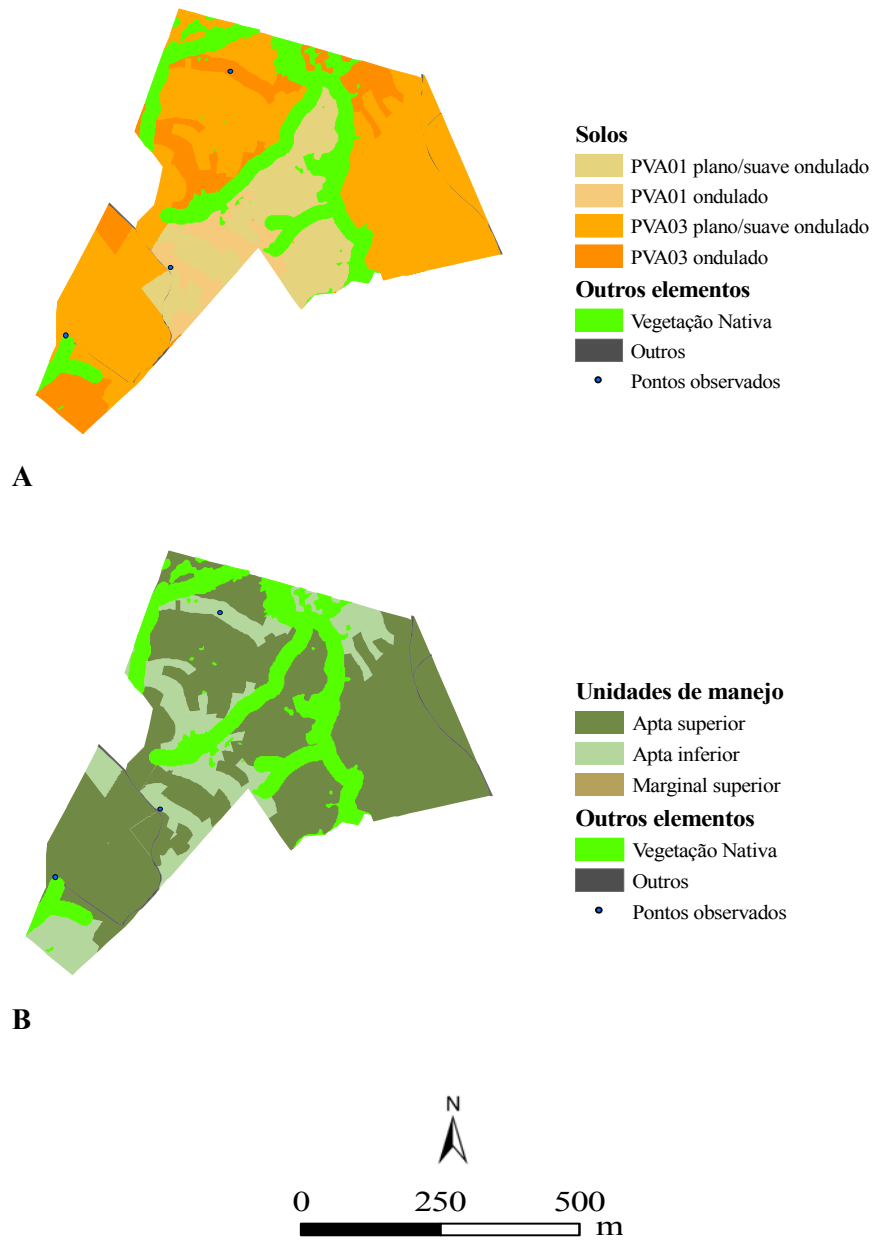 Solos
PVA01 plano/suave ondulado
PVA01 ondulado
PVA03 plano/suave ondulado
PVA03 ondulado
Outros elementos
Vegetação Nativa
Outros
Pontos observados
A
Unidades de manejo
Apta superior
Apta inferior
Marginal superior
Outros elementos
Vegetação Nativa
Outros
Pontos observados
B
N
0 250 500
m